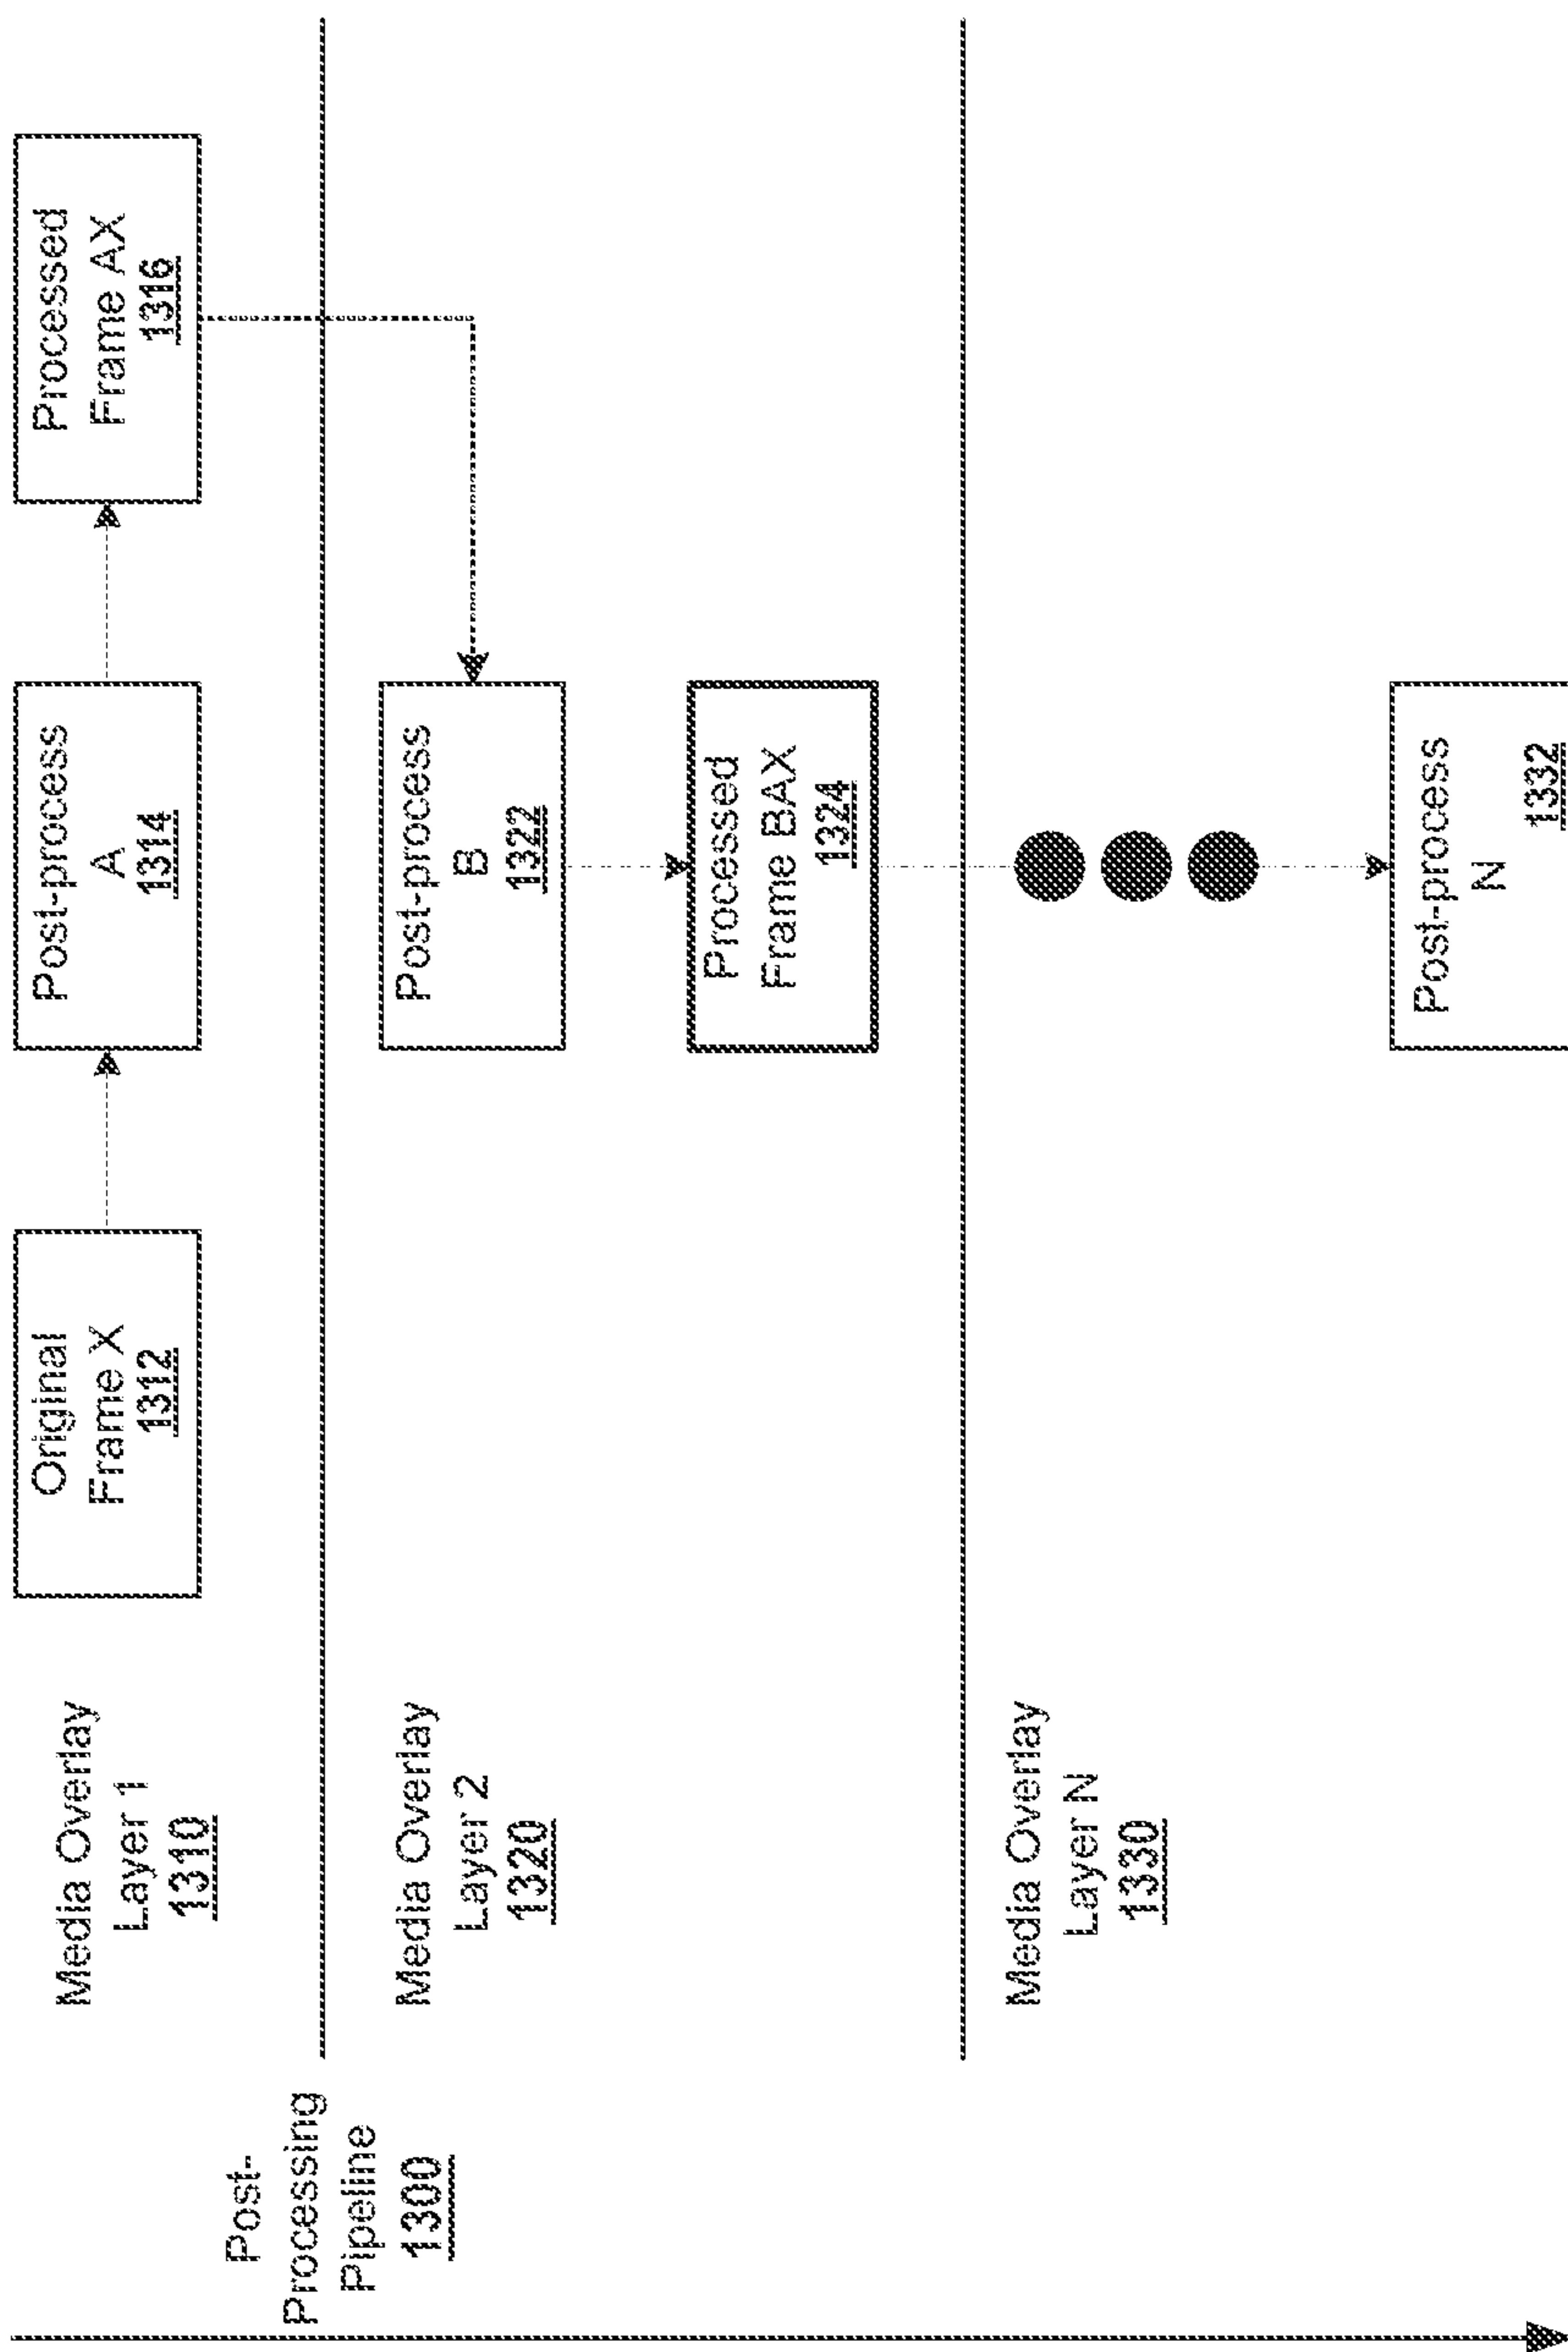 Post-
Processing
Pipeline
1300
Media Overlay
Layer 1
1310
Original
Frame X
1312
Post-process
A
1314
Processed
Frame AX
1316
Media Overlay
Layer 2
1320
Post-process
B
1322
Processed
Frame BAX
1324
Media Overlay
Layer N
1330
Post-process
N
1332